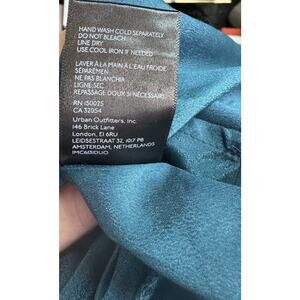 HAND WASH COLD SEPARATELY
DO NOT BLEACH
LINE DRY
USE COOL IRON IF NEEDED
LAVER À LA MAIN À L'EAU FROIDE
SÉPARÉMEN
NE PAS BLANCHIR
LIGNE-SEC
REPASSAGE DOUX SI NÉCESSAIRE
RN 150025
CA 32054
Urban Outfitters, Inc.
146 Brick Lane
London, E1 6RU
LEIDSESTRAAT 32, 1017 PB
AMSTERDAM, NETHERLANDS